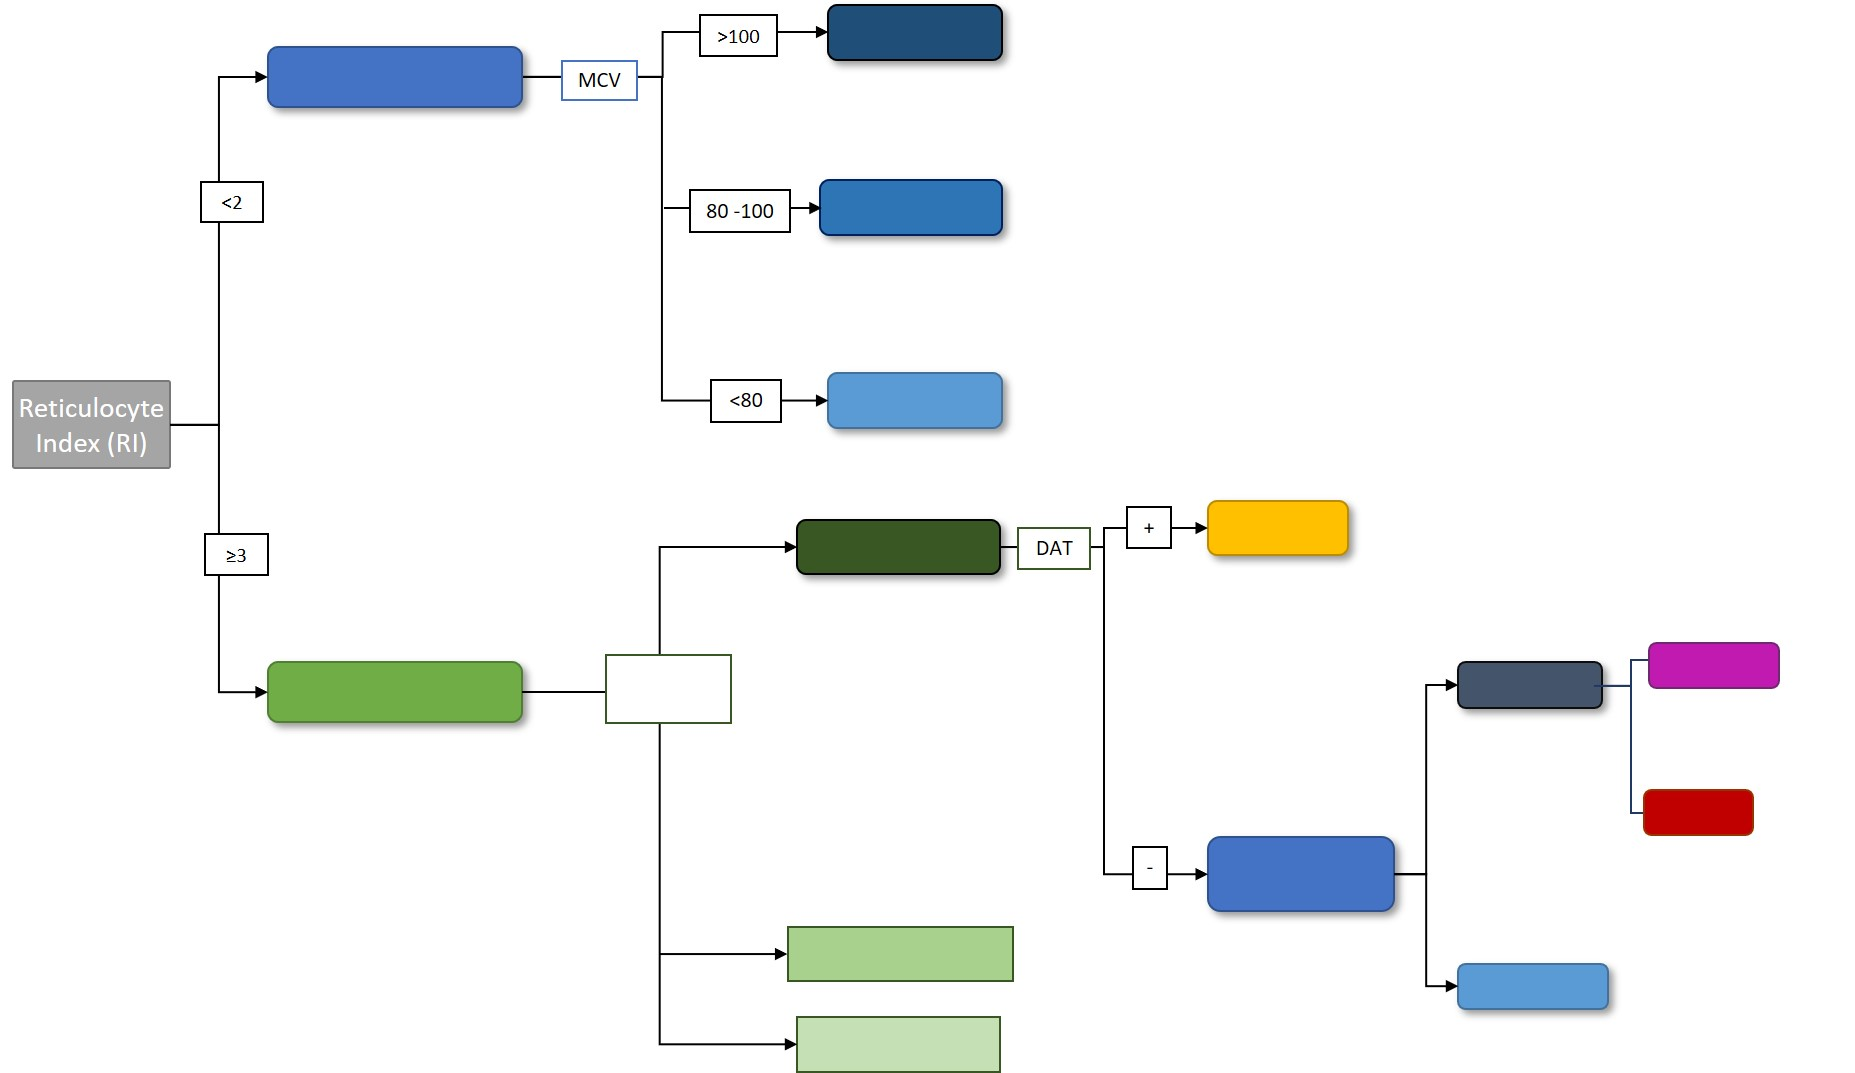 >100
MCV
<2
80 -100
<80
Reticulocyte
Index (RI)
+
DAT
≥3
-